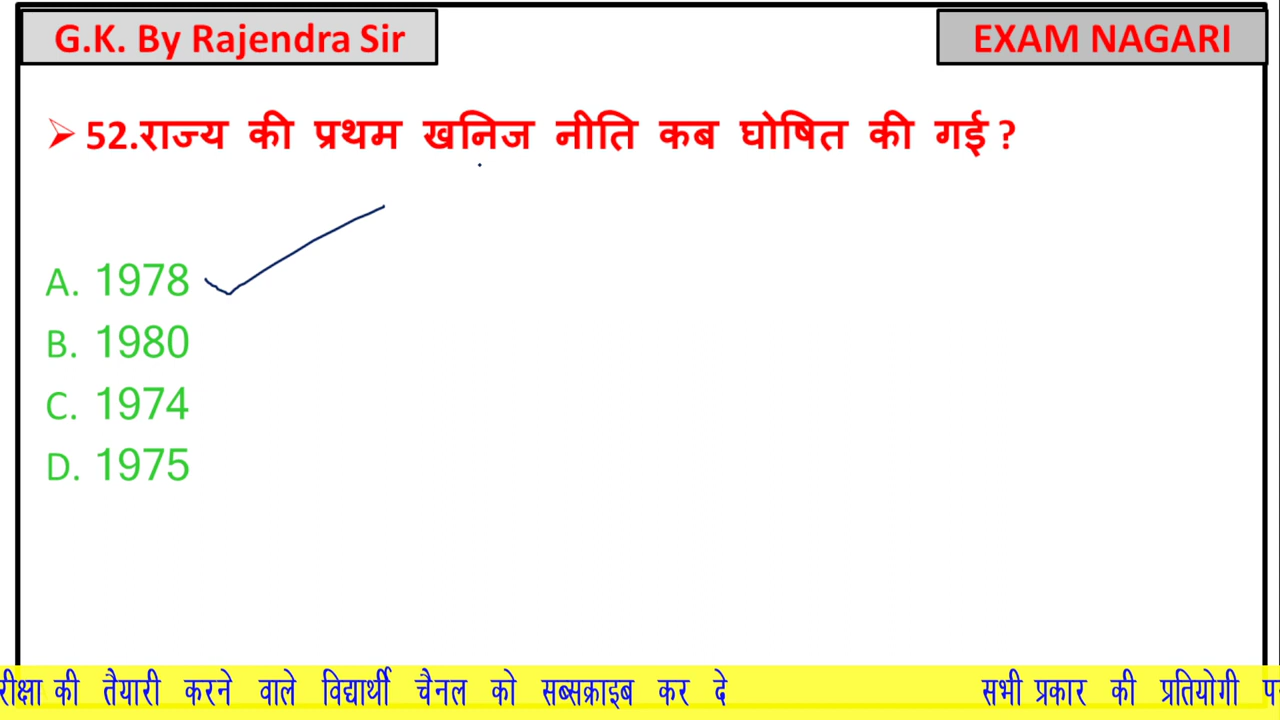 G.K. By Rajendra Sir
EXAM NAGARI
➢ 52.राज्य की प्रथम खनिज नीति कब घोषित की गई ?
A. 1978
B. 1980
C. 1974
D. 1975
की तैयारी करने वाले विद्यार्थी चैनल को सब्सक्राइब कर दे सभी प्रकार की प्रतियोगी